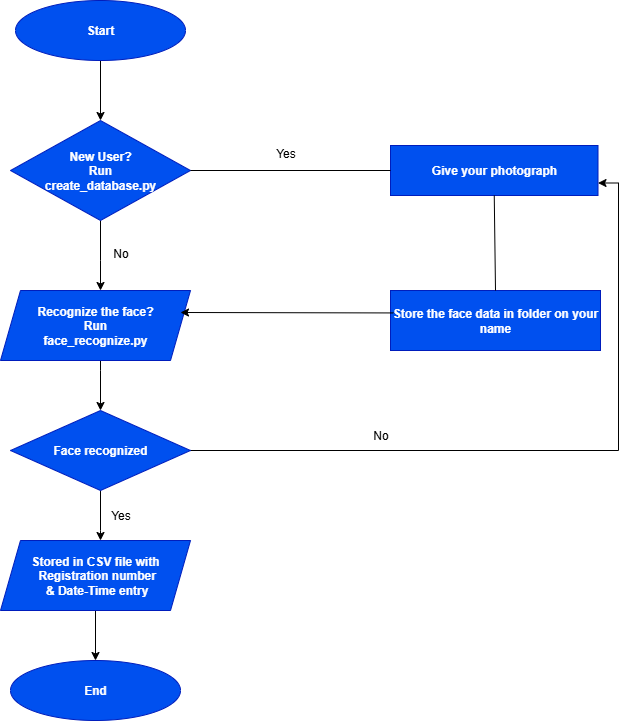 Start
New User?
Run
create_database.py
Yes
Give your photograph
No
Recognize the face?
Run
face_recognize.py
Store the face data in folder on your
name
Face recognized
No
Yes
Stored in CSV file with
Registration number
& Date-Time entry
End